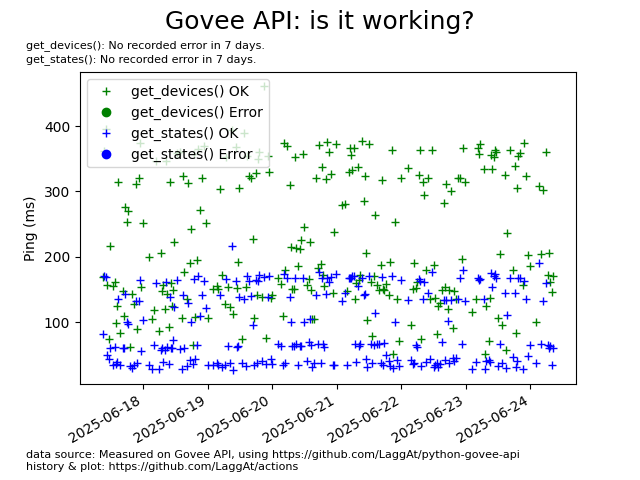 Govee API: is it working?
get_devices(): No recorded error in 7 days.
get_states(): No recorded error in 7 days.
get_devices() OK
get_devices() Error
get_states() OK
get_states() Error
Ping (ms)
400
300
200
100
2025-06-18
2025-06-19
2025-06-20
2025-06-21
2025-06-22
2025-06-23
2025-06-24
data source: Measured on Govee API, using https://github.com/LaggAt/python-govee-api
history & plot: https://github.com/LaggAt/actions